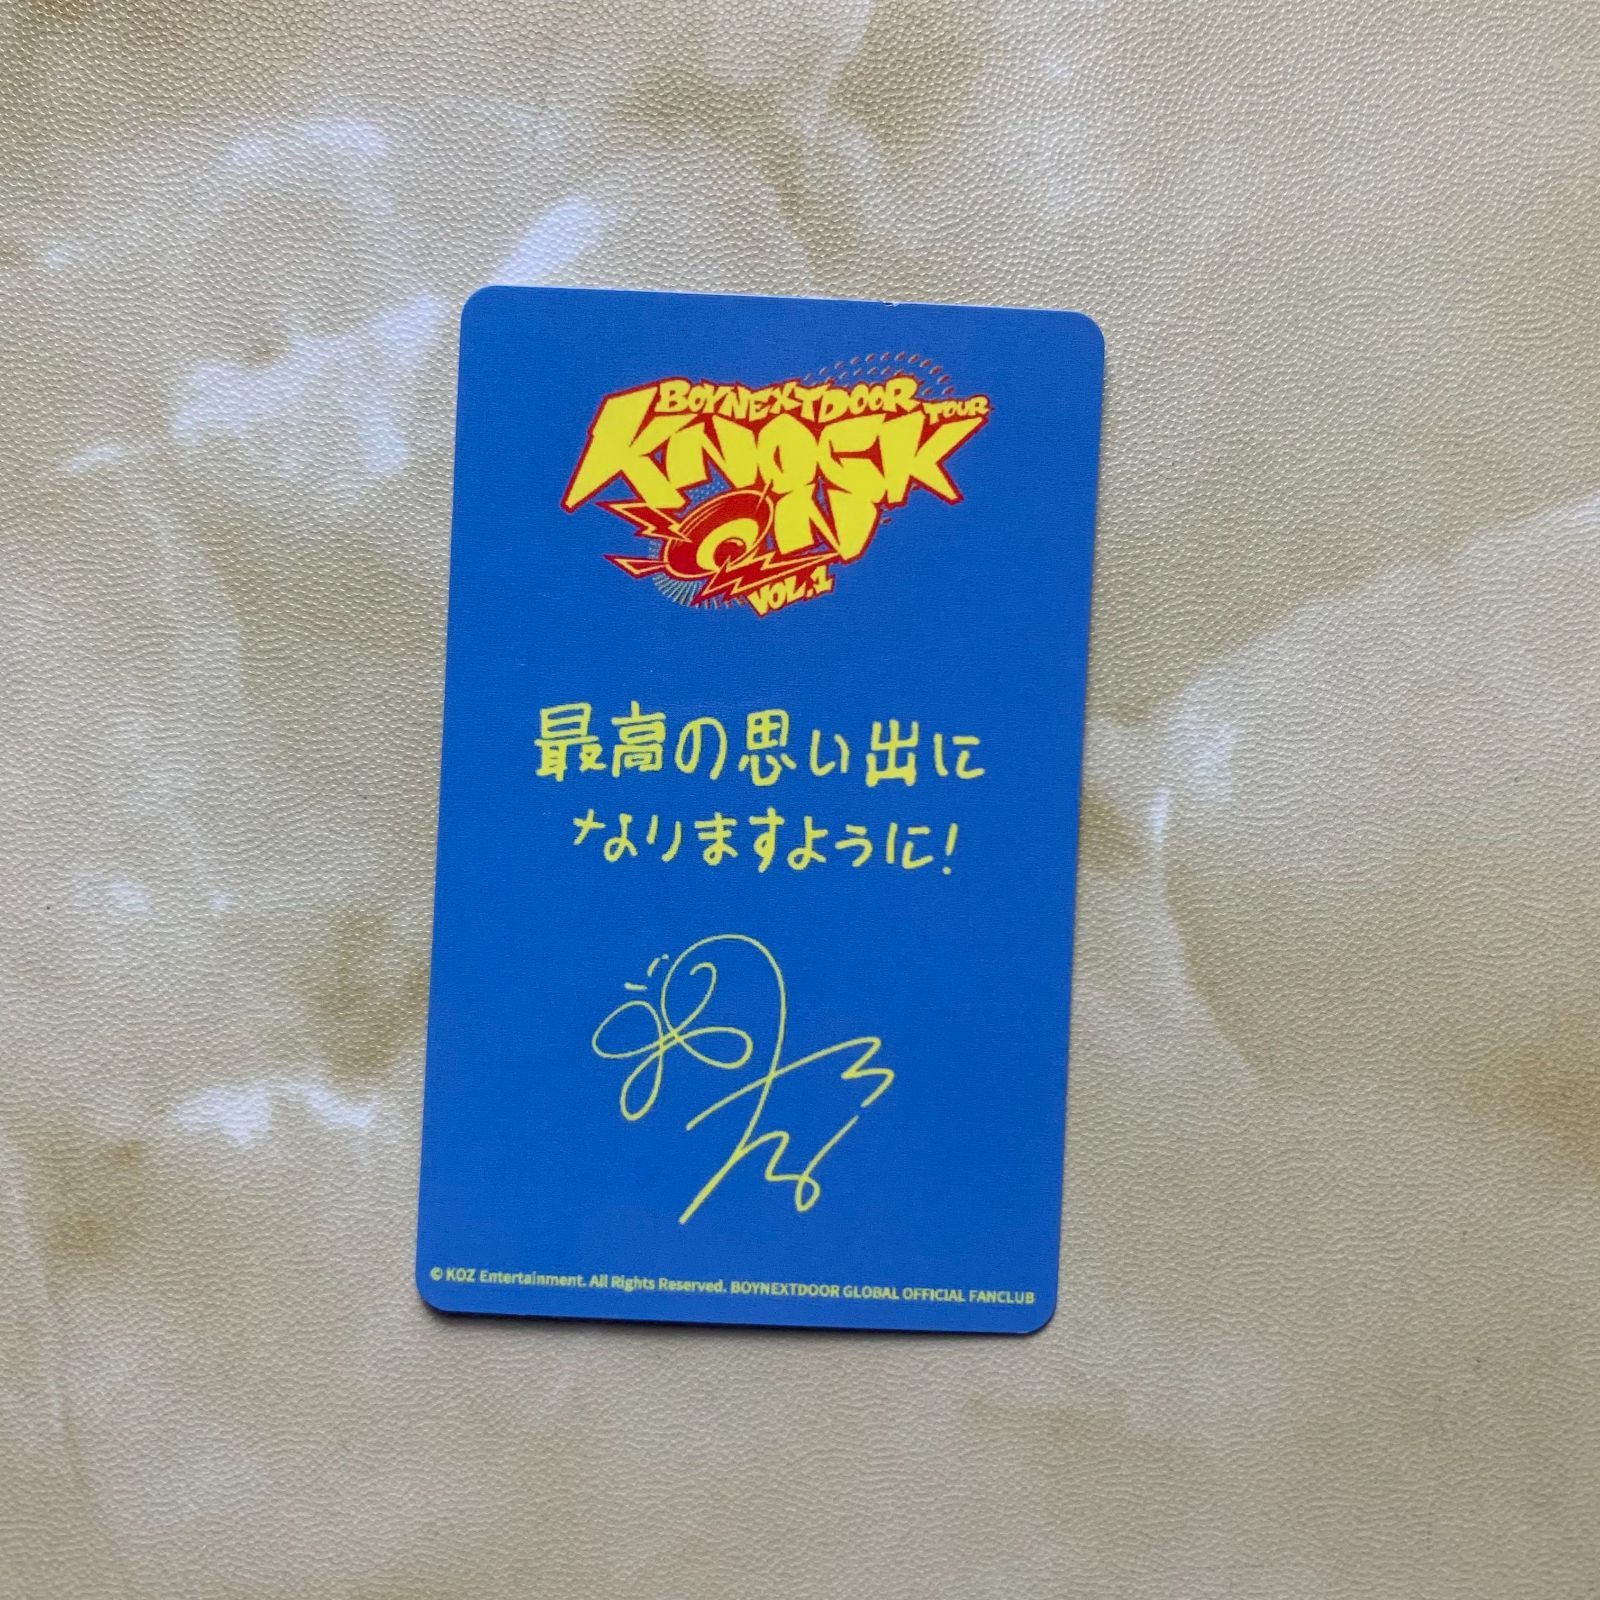 BOYNEXTDOOR TOUR
KNOCK
ON
VOL.1
最高の思い出に
なりますように!
© KOZ Entertainment. All Rights Reserved. BOYNEXTDOOR GLOBAL OFFICIAL FANCLUB